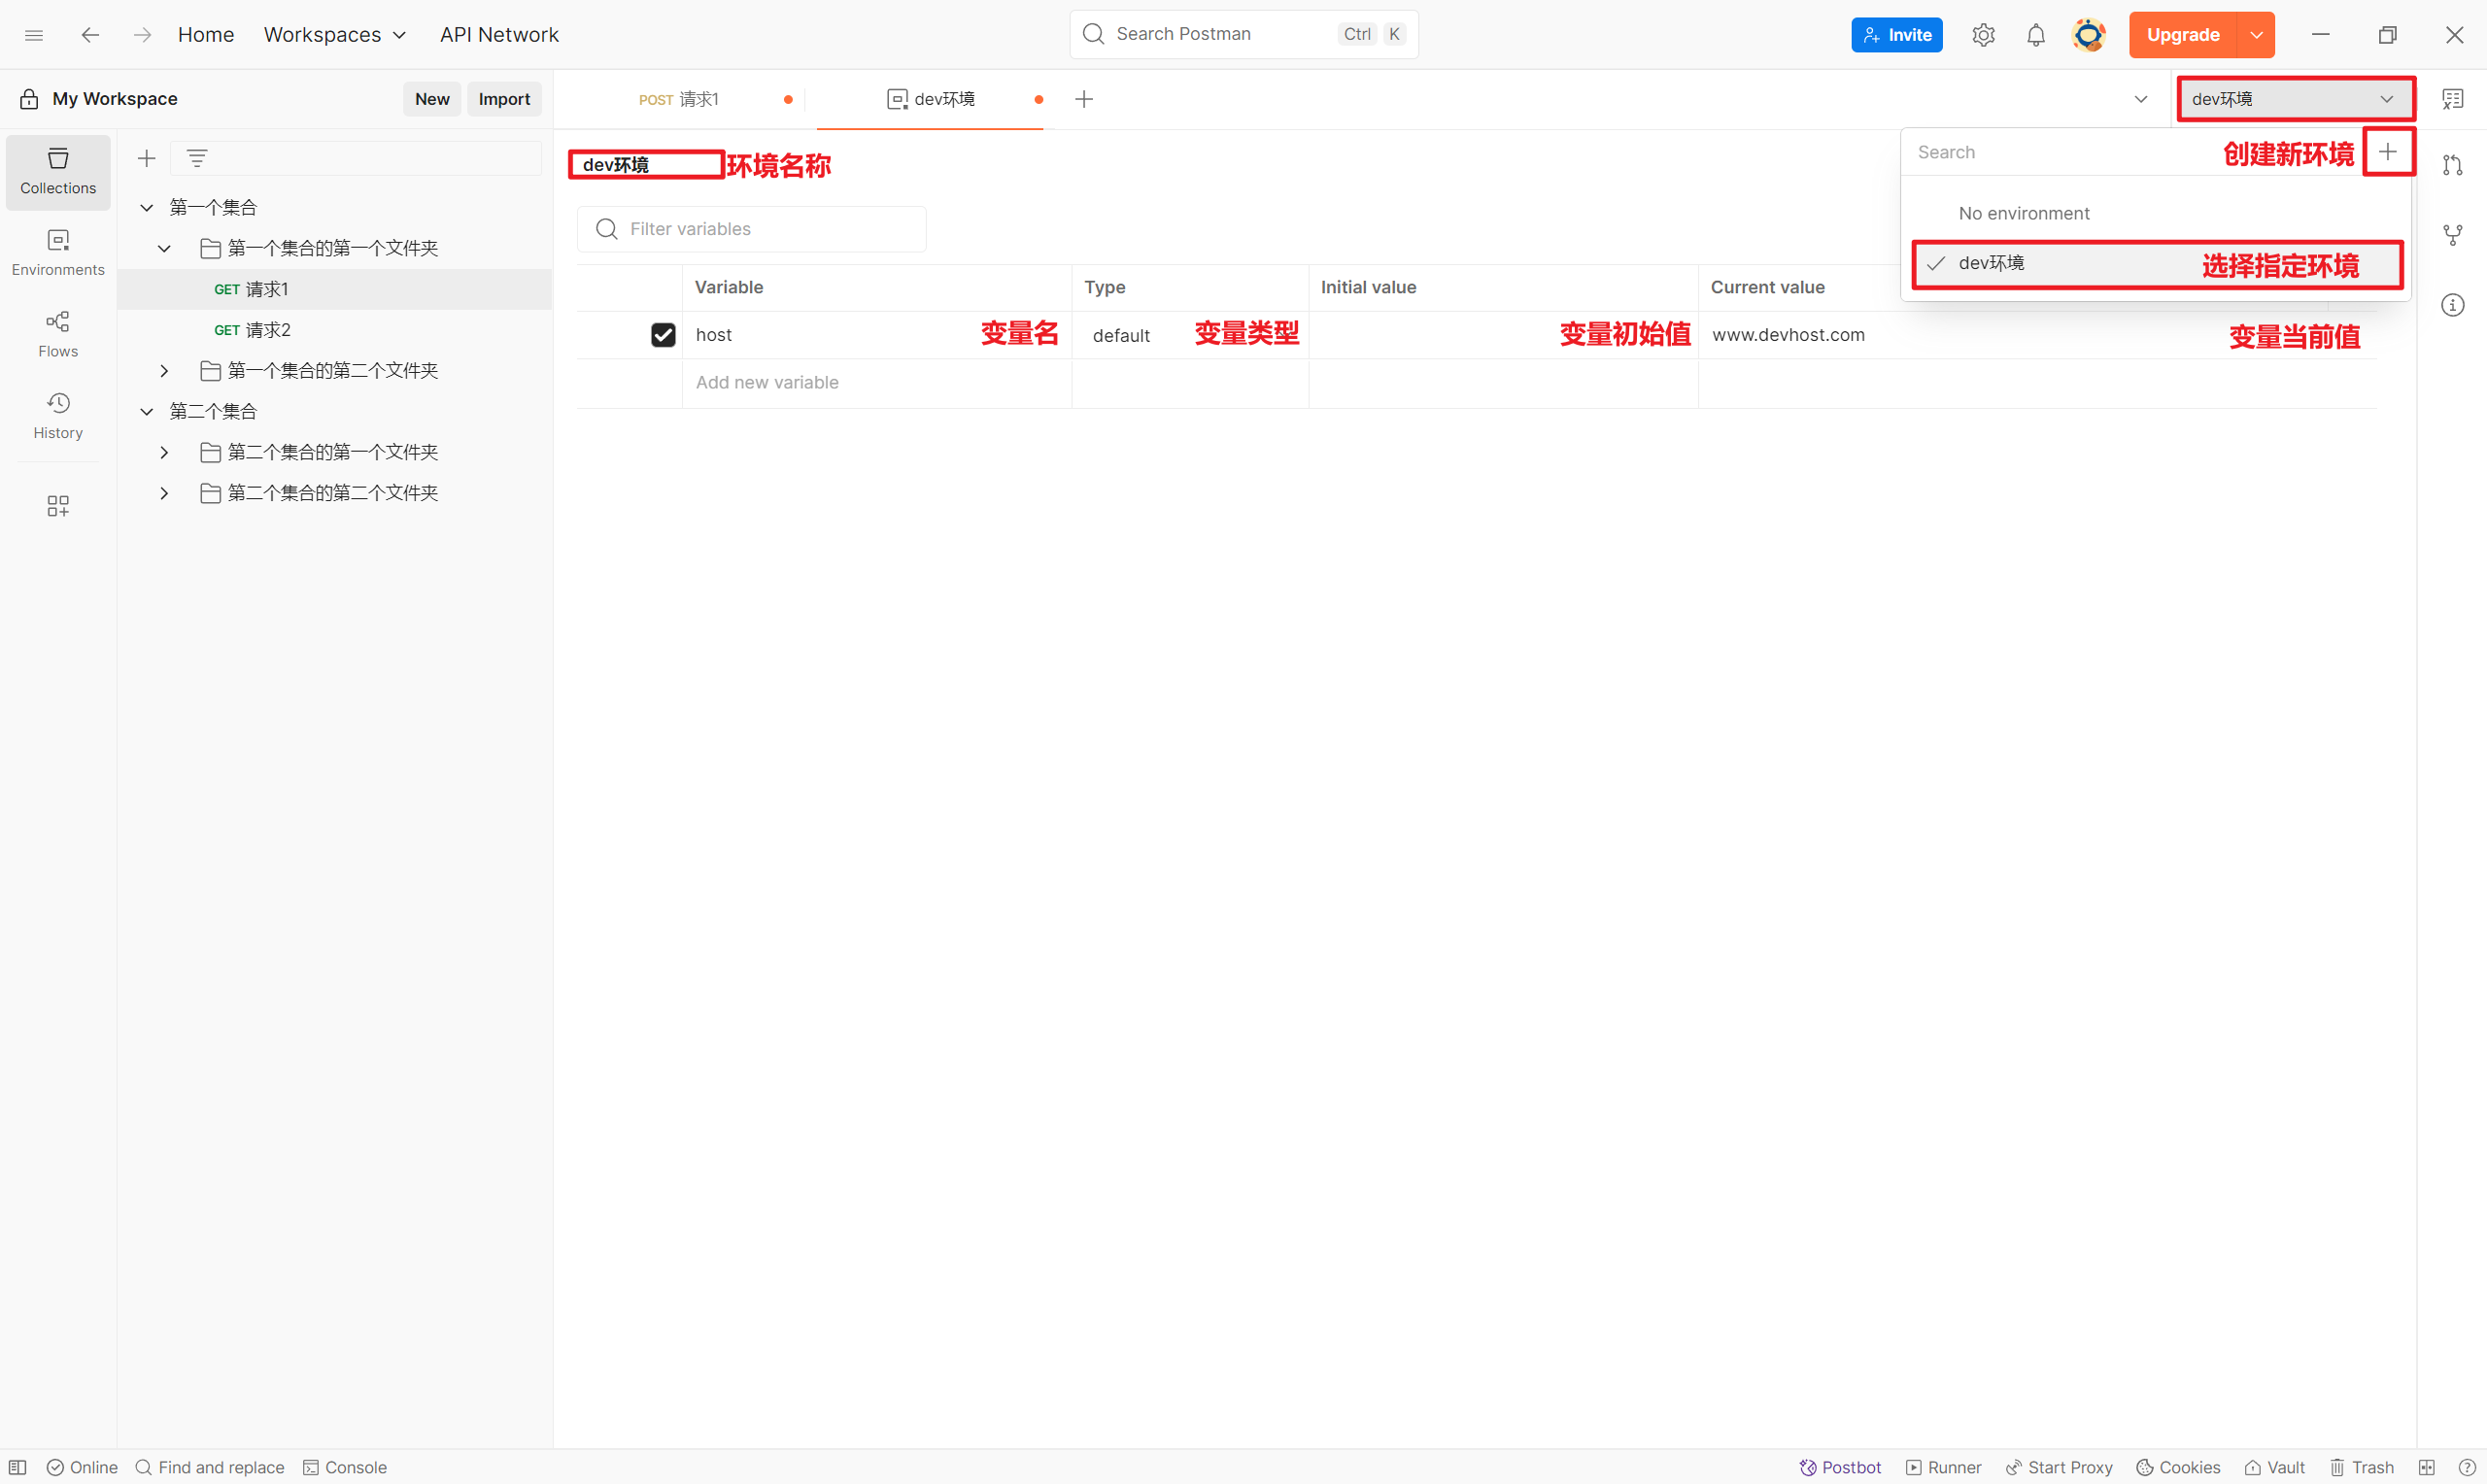 Home Workspaces API Network Search Postman Ctrl K Invite Upgrade
My Workspace New Import POST 请求1 dev环境 dev环境
Collections
Environments
Flows
History
第一个集合
第一个集合的第一个文件夹
GET 请求1
GET 请求2
第一个集合的第二个文件夹
第二个集合
第二个集合的第一个文件夹
第二个集合的第二个文件夹
dev环境 环境名称
Search 创建新环境
No environment
dev环境 选择指定环境
Filter variables
Variable Type Initial value Current value
host 变量名 default 变量类型 变量初始值 www.devhost.com 变量当前值
Add new variable
Online Find and replace Console Postbot Runner Start Proxy Cookies Vault Trash